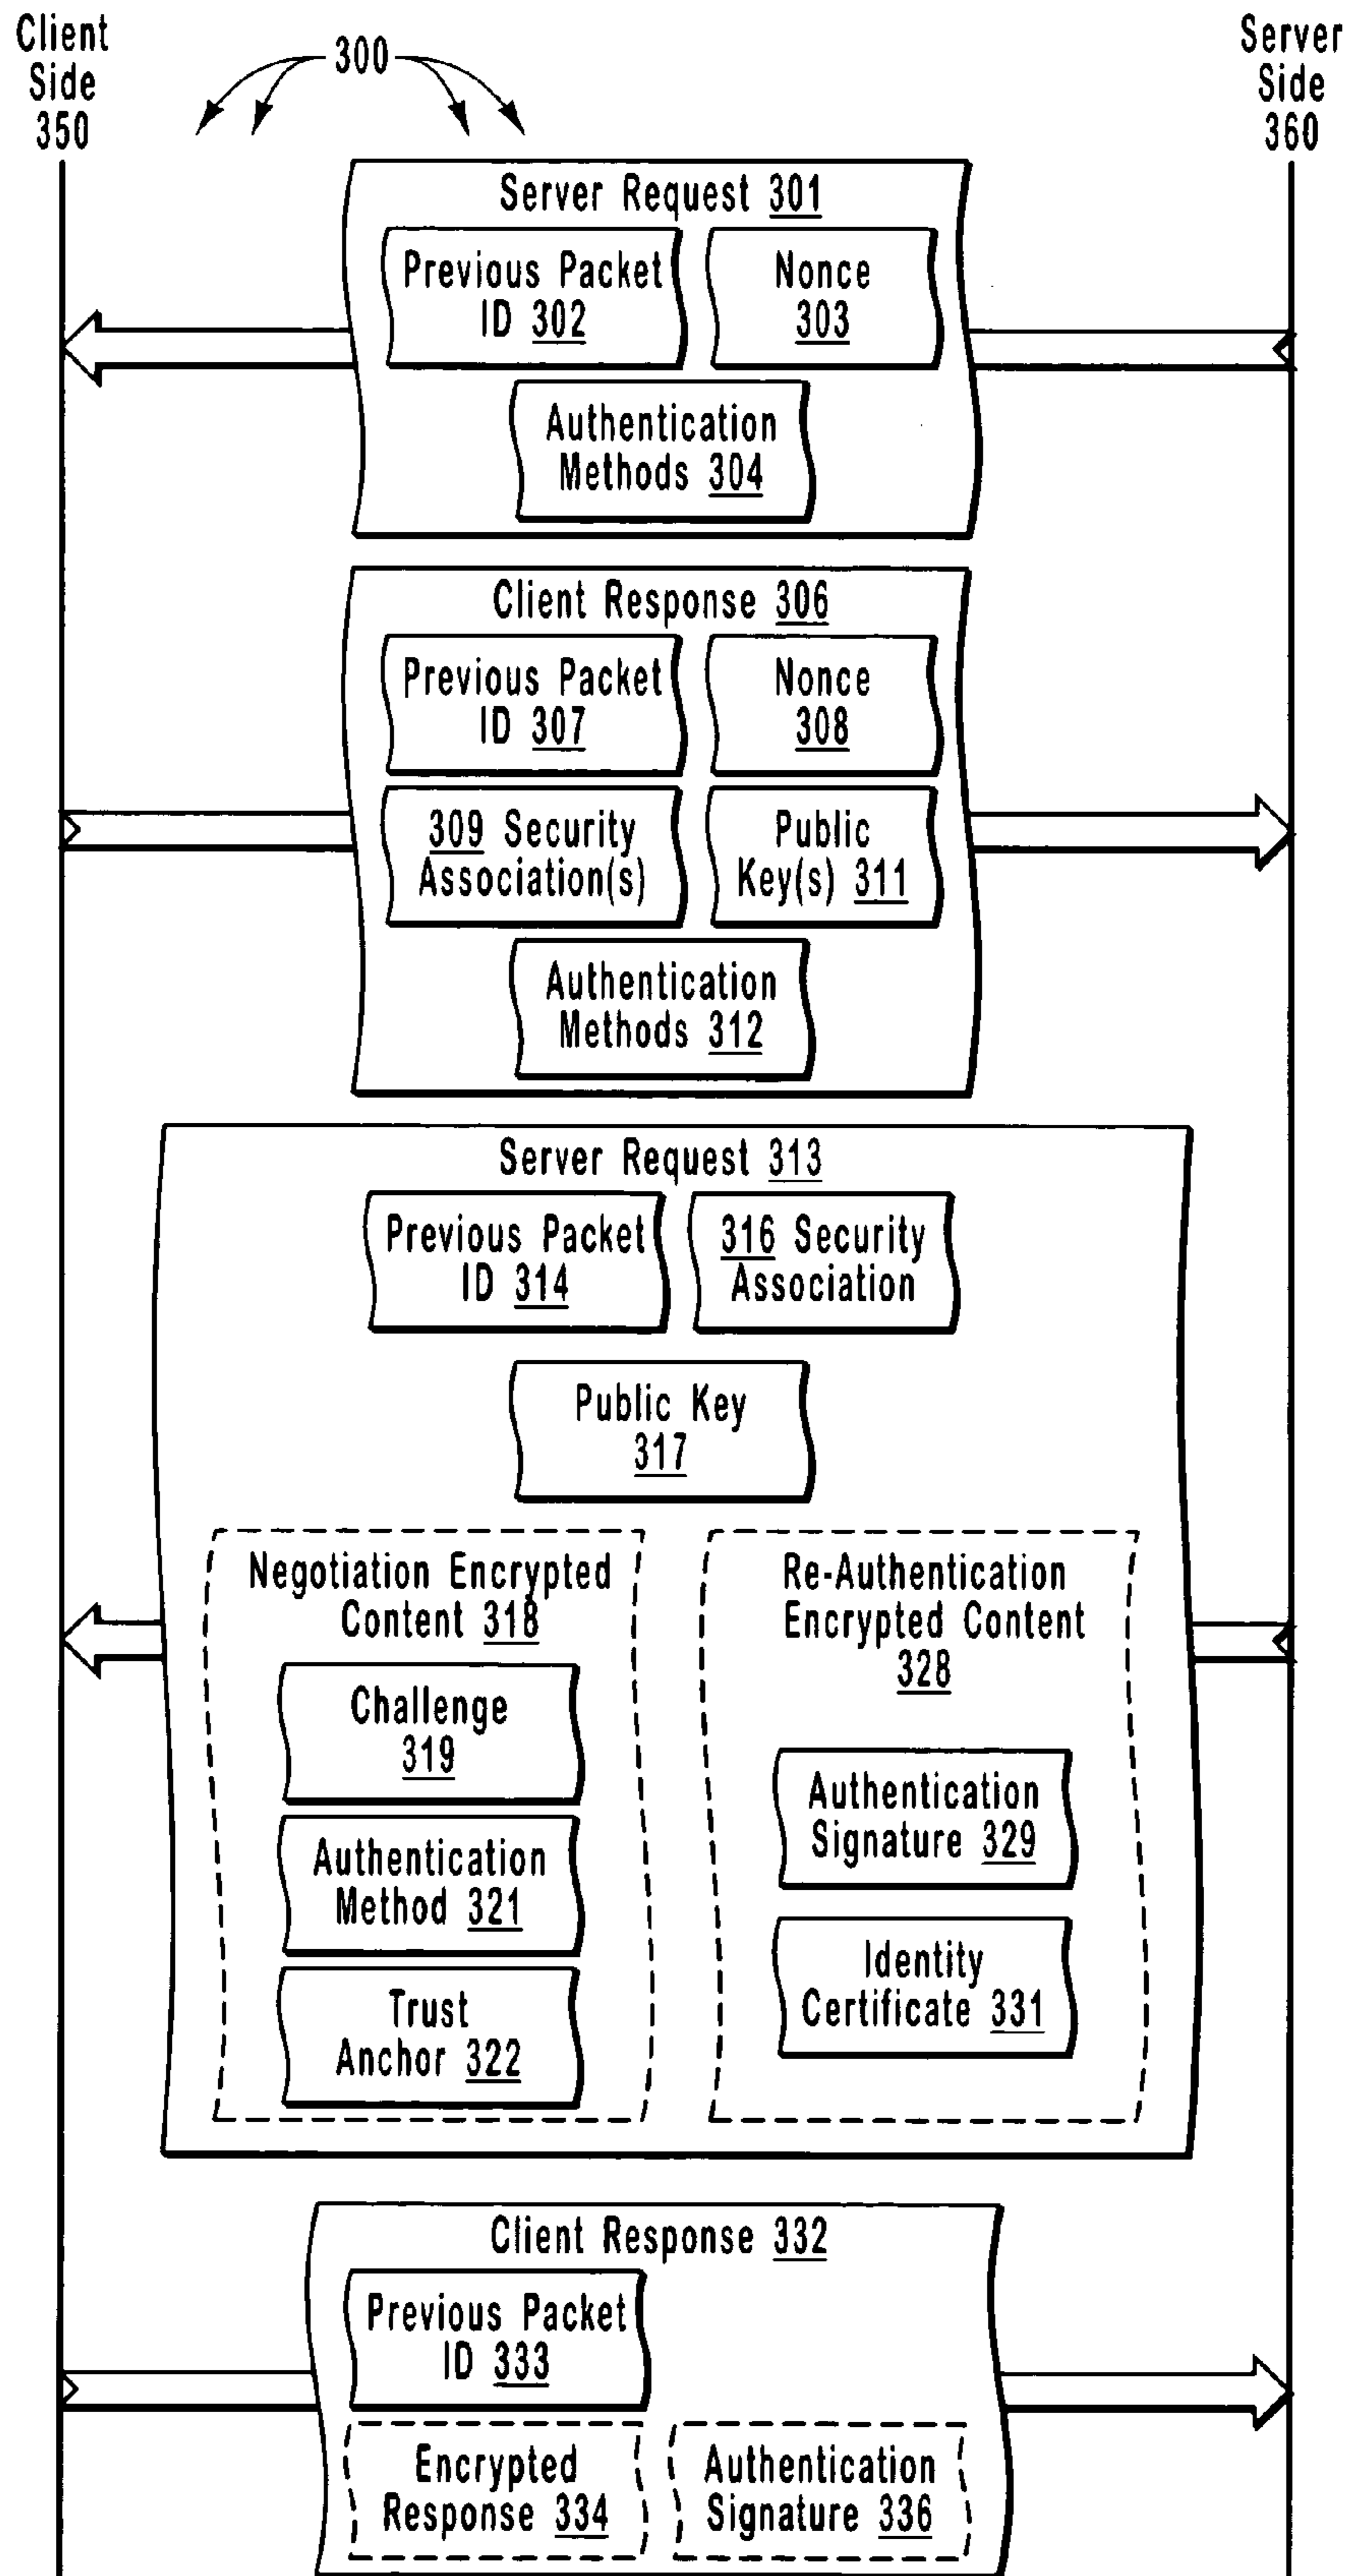 Client
Side
350
300
Server
Side
360
Server Request 301
Previous Packet
ID 302
Nonce
303
Authentication
Methods 304
Client Response 306
Previous Packet
ID 307
Nonce
308
309 Security
Association(s)
Public
Key(s) 311
Authentication
Methods 312
Server Request 313
Previous Packet
ID 314
316 Security
Association
Public Key
317
Negotiation Encrypted
Content 318
Challenge
319
Authentication
Method 321
Trust
Anchor 322
Re-Authentication
Encrypted Content
328
Authentication
Signature 329
Identity
Certificate 331
Client Response 332
Previous Packet
ID 333
Encrypted
Response 334
Authentication
Signature 336